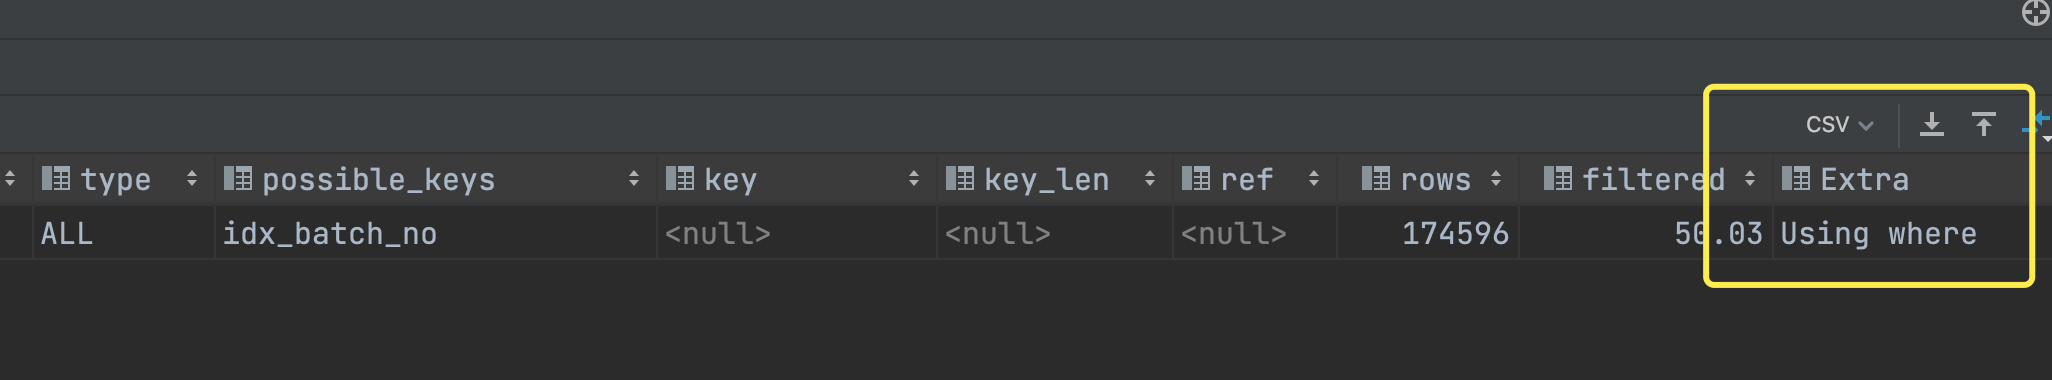 CSV
type possible_keys key key_len ref rows filtered Extra
ALL idx_batch_no <null> <null> <null> 174596 50.03 Using where